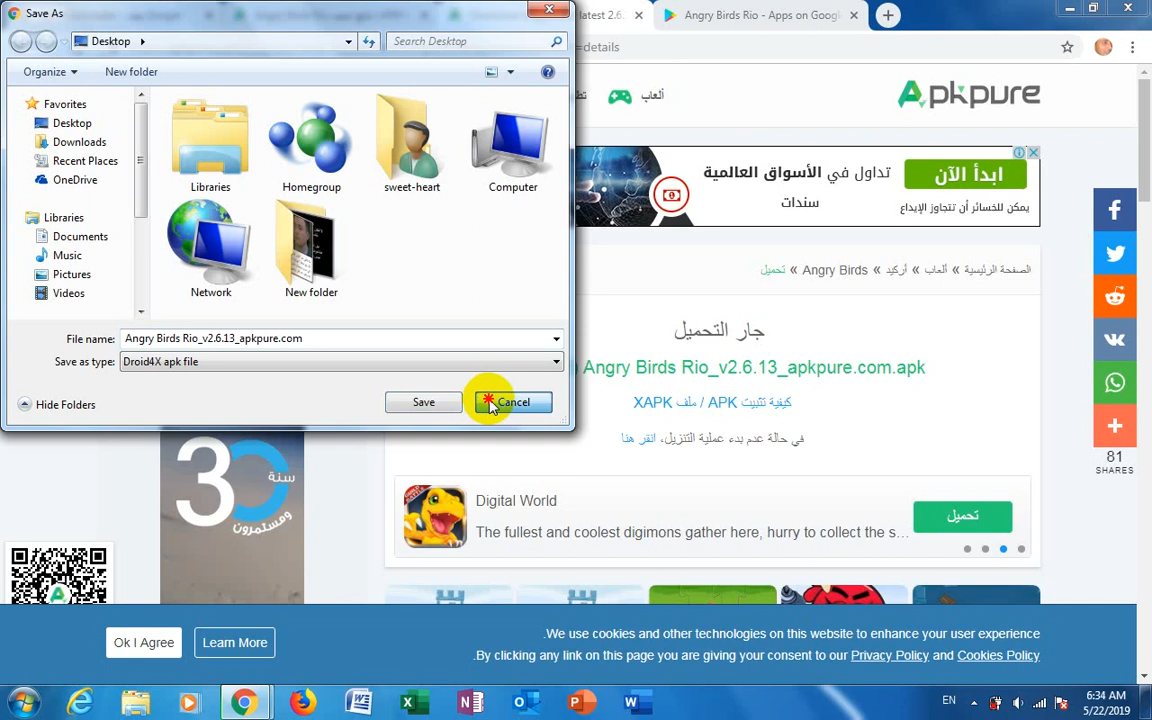 Save As
Desktop
Search Desktop
Organize
New folder
Favorites
Desktop
Downloads
Recent Places
OneDrive
Libraries
Documents
Music
Pictures
Videos
Libraries
Homegroup
sweet-heart
Computer
Network
New folder
File name: Angry Birds Rio_v2.6.13_apkpure.com
Save as type: Droid4X apk file
Hide Folders
Save
Cancel
latest 2.6.
Angry Birds Rio - Apps on Googl
=details
ألعاب
Apkpure
تداول في الأسواق العالمية
سندات
ابدأ الآن
يمكن للخسائر أن تتجاوز الإيداع
الصفحة الرئيسية » ألعاب » أركيد » Angry Birds » تحميل
جار التحميل
Angry Birds Rio_v2.6.13_apkpure.com.apk
كيفية تثبيت APK / ملف XAPK
في حالة عدم بدء عملية التنزيل، انقر هنا
Digital World
The fullest and coolest digimons gather here, hurry to collect the s...
تحميل
81
SHARES
30
سنة
ومستمرون
Ok I Agree
Learn More
.We use cookies and other technologies on this website to enhance your user experience
.By clicking any link on this page you are giving your consent to our Privacy Policy and Cookies Policy
EN
6:34 AM
5/22/2019